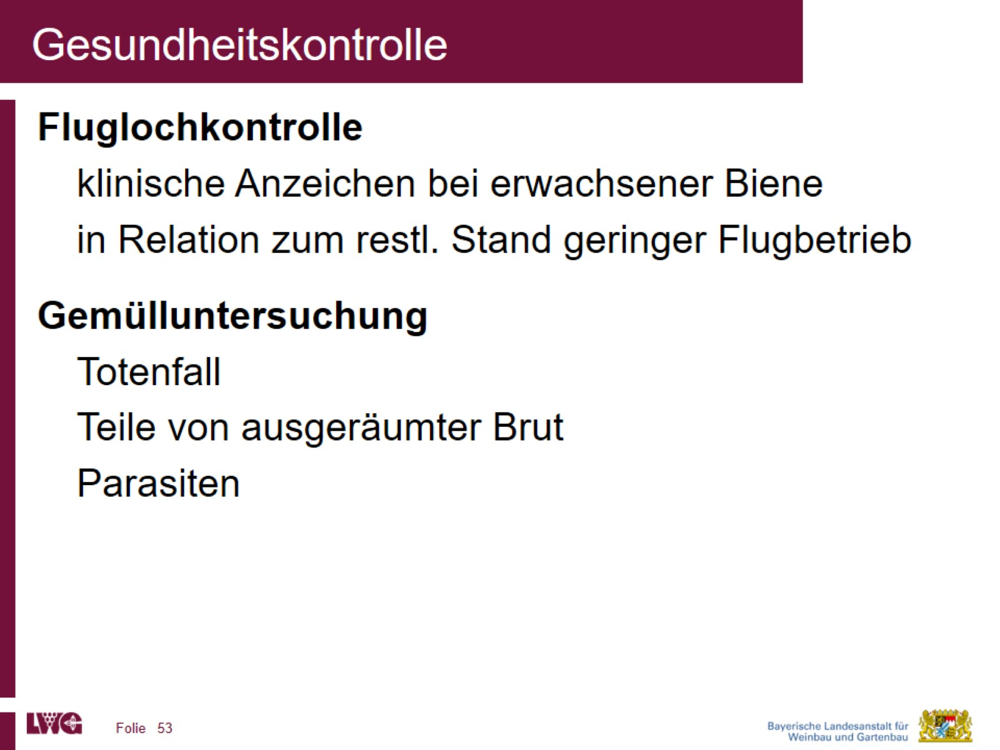 Gesundheitskontrolle
Fluglochkontrolle
klinische Anzeichen bei erwachsener Biene
in Relation zum restl. Stand geringer Flugbetrieb
Gemülluntersuchung
Totenfall
Teile von ausgeräumter Brut
Parasiten
LWG
Folie 53
Bayerische Landesanstalt für
Weinbau und Gartenbau